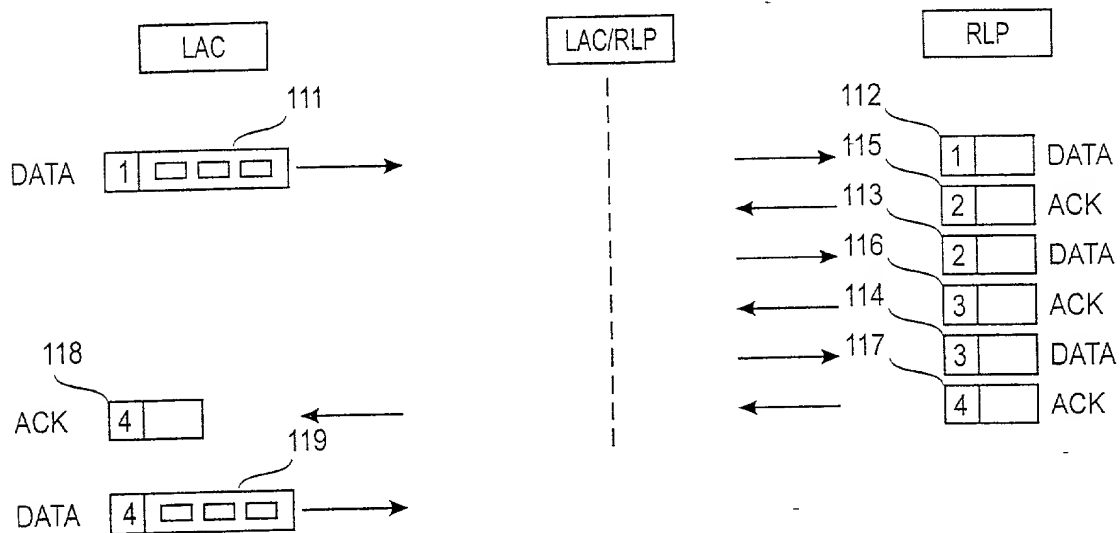 LAC
LAC/RLP
RLP
111
DATA 1
112
1 DATA
115
2 ACK
113
2 DATA
116
3 ACK
114
3 DATA
117
4 ACK
118
ACK 4
119
DATA 4